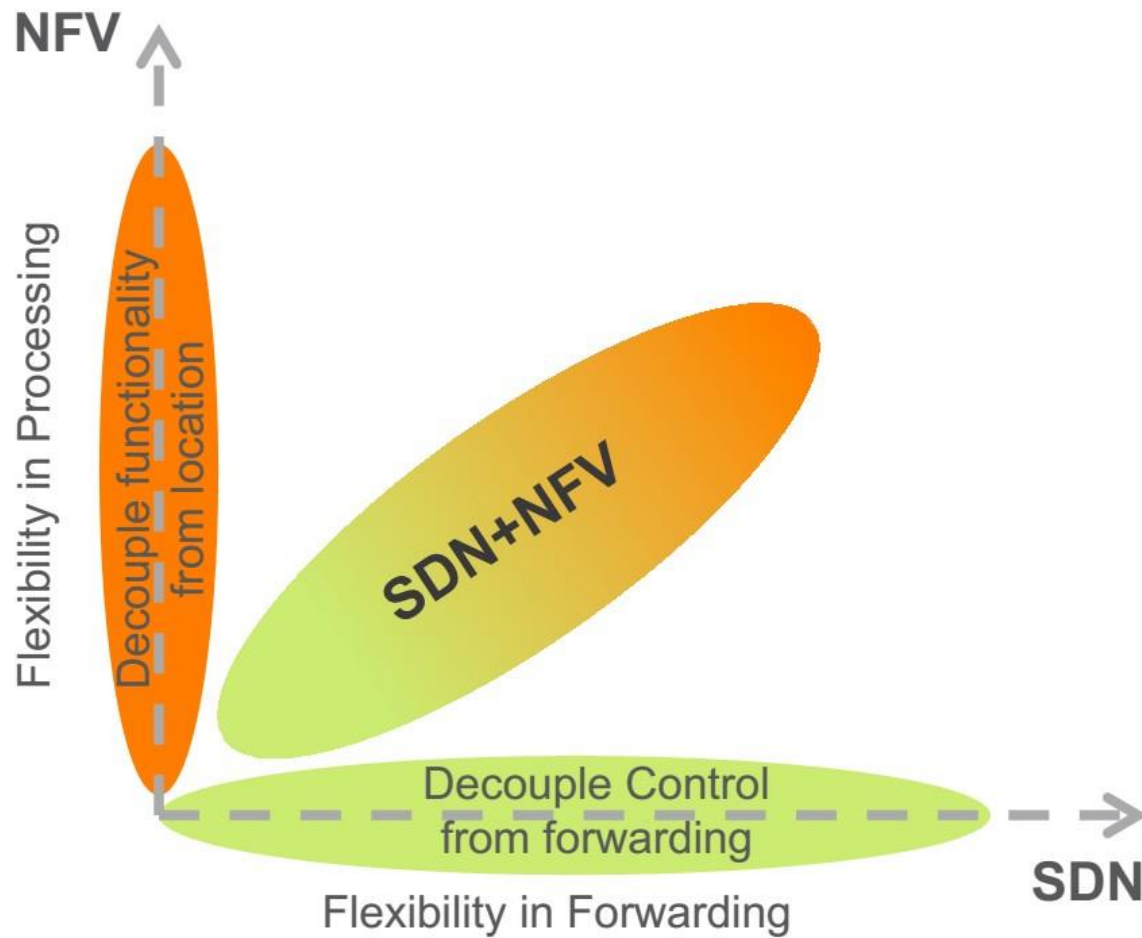 NFV
Flexibility in Processing
Decouple functionality
from location
SDN+NFV
Decouple Control
from forwarding
SDN
Flexibility in Forwarding